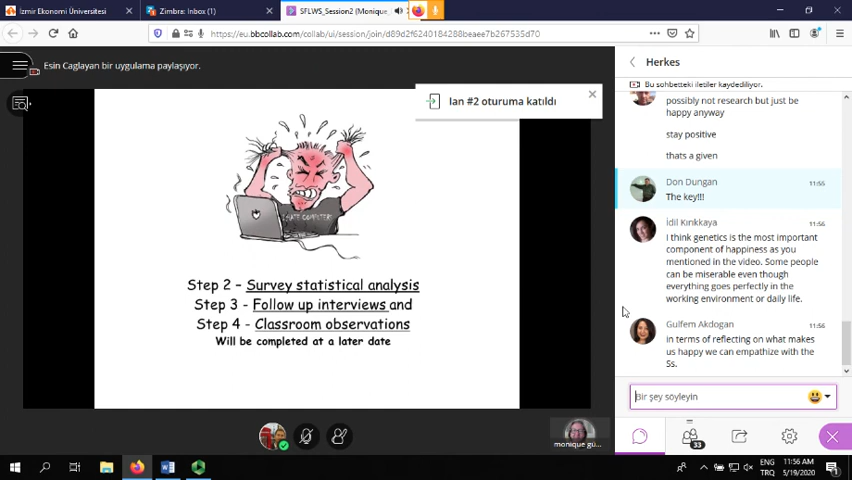 İzmir Ekonomi Üniversitesi
Zimbra: Inbox (1)
SFLWS_Session2 (Monique_
https://eu.bbcollab.com/collab/ui/session/join/d89d2f6240184288beaee7b267535d70
Esin Caglayan bir uygulama paylaşıyor.
Ian #2 oturuma katıldı
HATE COMPUTERS
Step 2 – Survey statistical analysis
Step 3 - Follow up interviews and
Step 4 - Classroom observations
Will be completed at a later date
monique gü...
Herkes
Bu sohbetteki iletiler kaydediliyor.
possibly not research but just be
happy anyway
stay positive
thats a given
Don Dungan 11:55
The key!!!
İdil Kırıkkaya 11:56
I think genetics is the most important
component of happiness as you
mentioned in the video. Some people
can be miserable even though
everything goes perfectly in the
working environment or daily life.
Gulfem Akdogan 11:56
in terms of reflecting on what makes
us happy we can empathize with the
Ss.
Bir şey söyleyin
33
ENG 11:56 AM
TRQ 5/19/2020